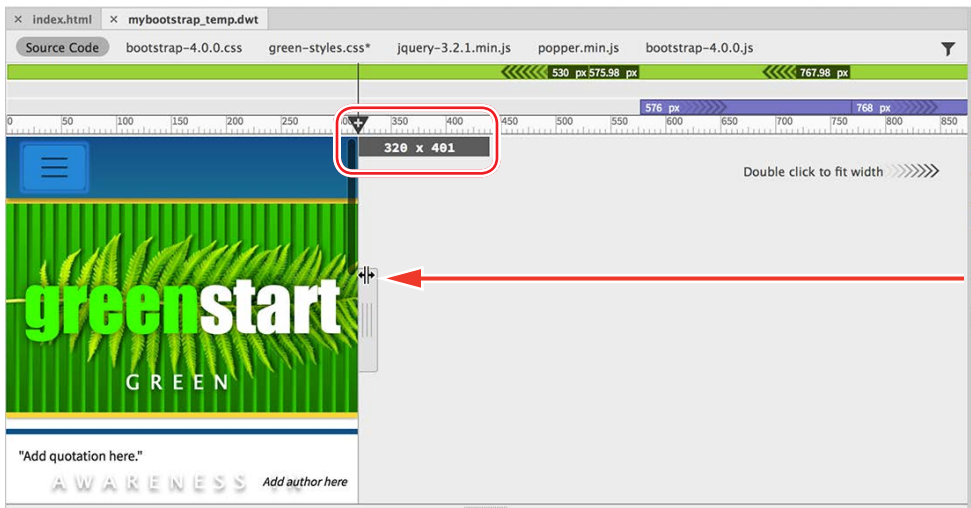 × index.html × mybootstrap_temp.dwt
Source Code bootstrap-4.0.0.css green-styles.css* jquery-3.2.1.min.js popper.min.js bootstrap-4.0.0.js
530 px 575.98 px 767.98 px
576 px 768 px
0 50 100 150 200 250 350 400 450 500 550 600 650 700 750 800 850
320 x 401
Double click to fit width
greenstart
GREEN
"Add quotation here."
AWARENESS
Add author here